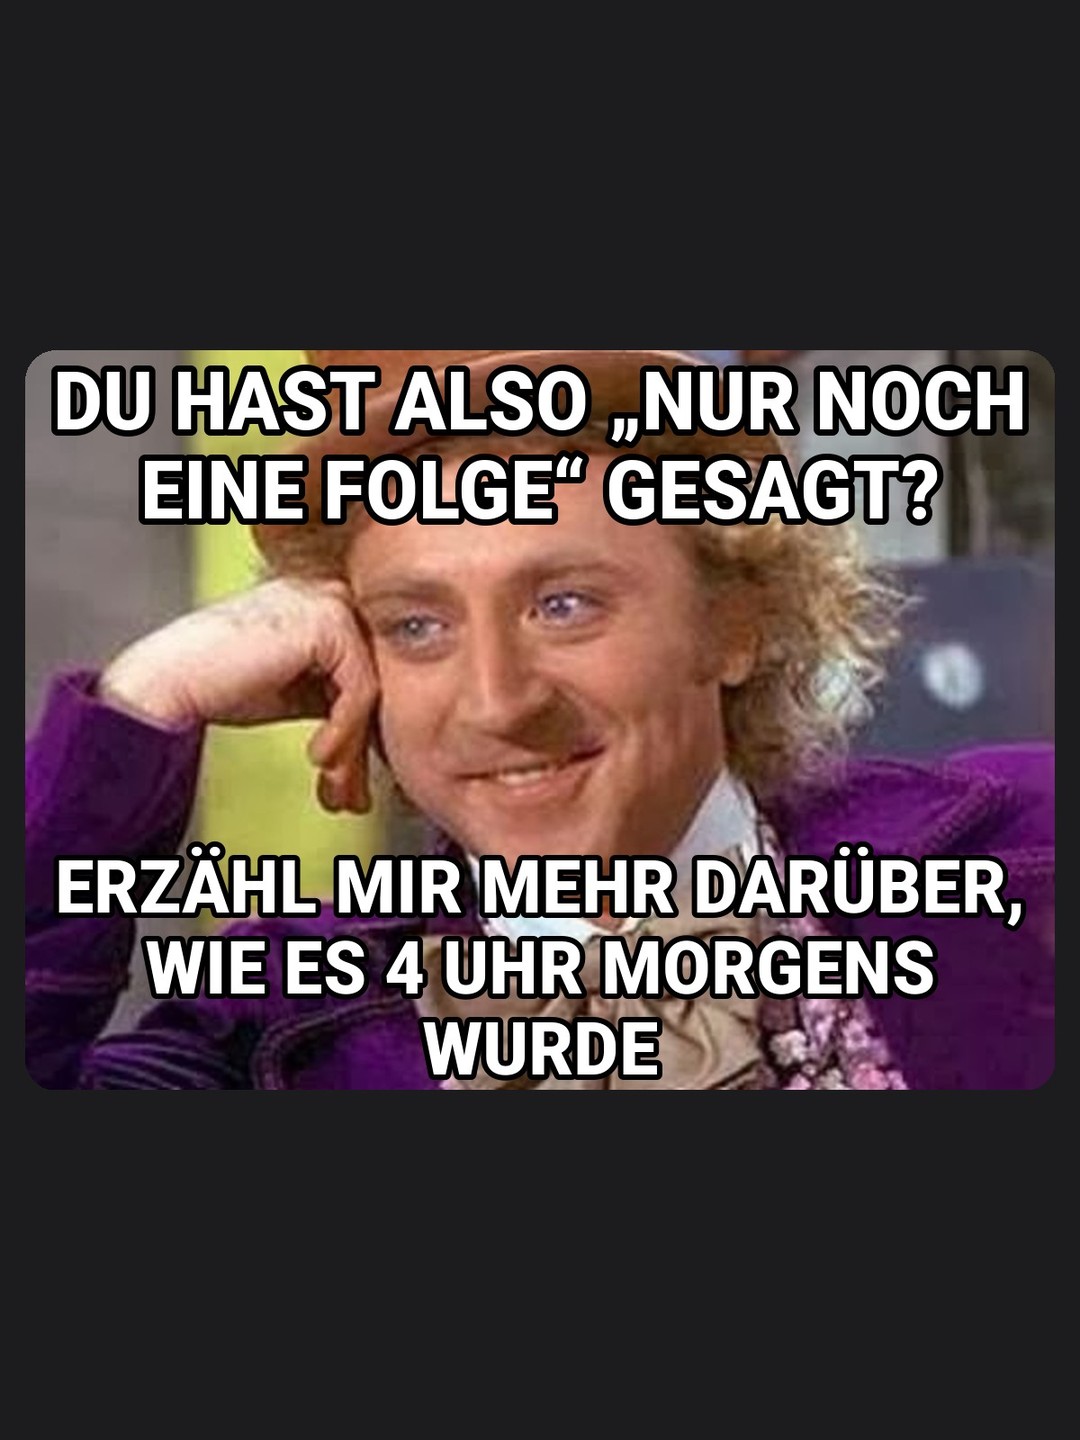 DU HAST ALSO „NUR NOCH
EINE FOLGE“ GESAGT?
ERZÄHL MIR MEHR DARÜBER,
WIE ES 4 UHR MORGENS
WURDE